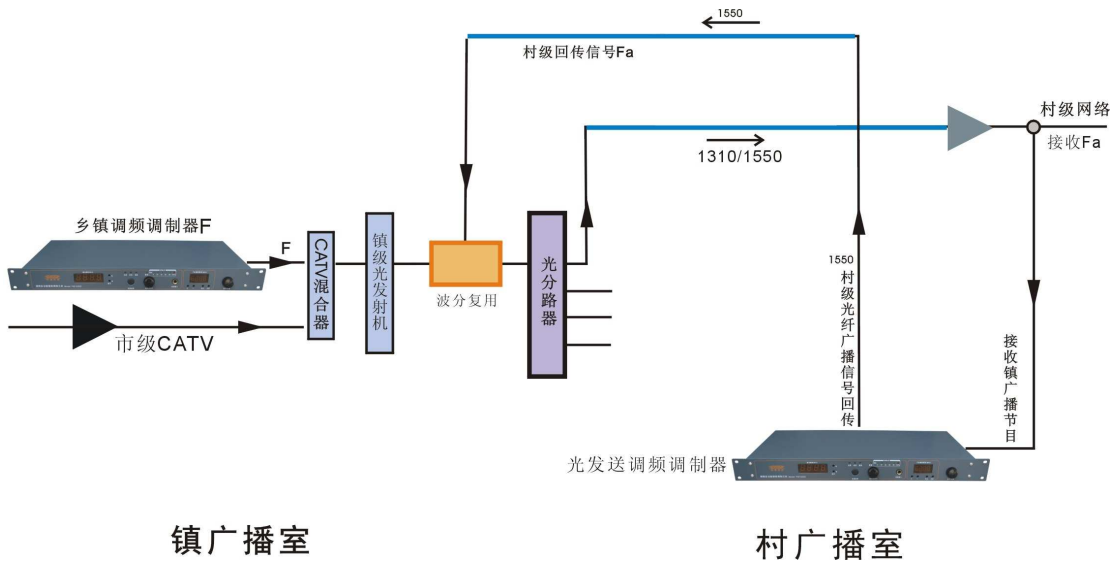 1550
村级回传信号Fa
村级网络
接收Fa
1310/1550
乡镇调频调制器F
F
CATV混合器
镇级光发射机
波分复用
光分路器
市级CATV
1550
村级光纤广播信号回传
接收镇广播节目
光发送调频调制器
镇广播室
村广播室